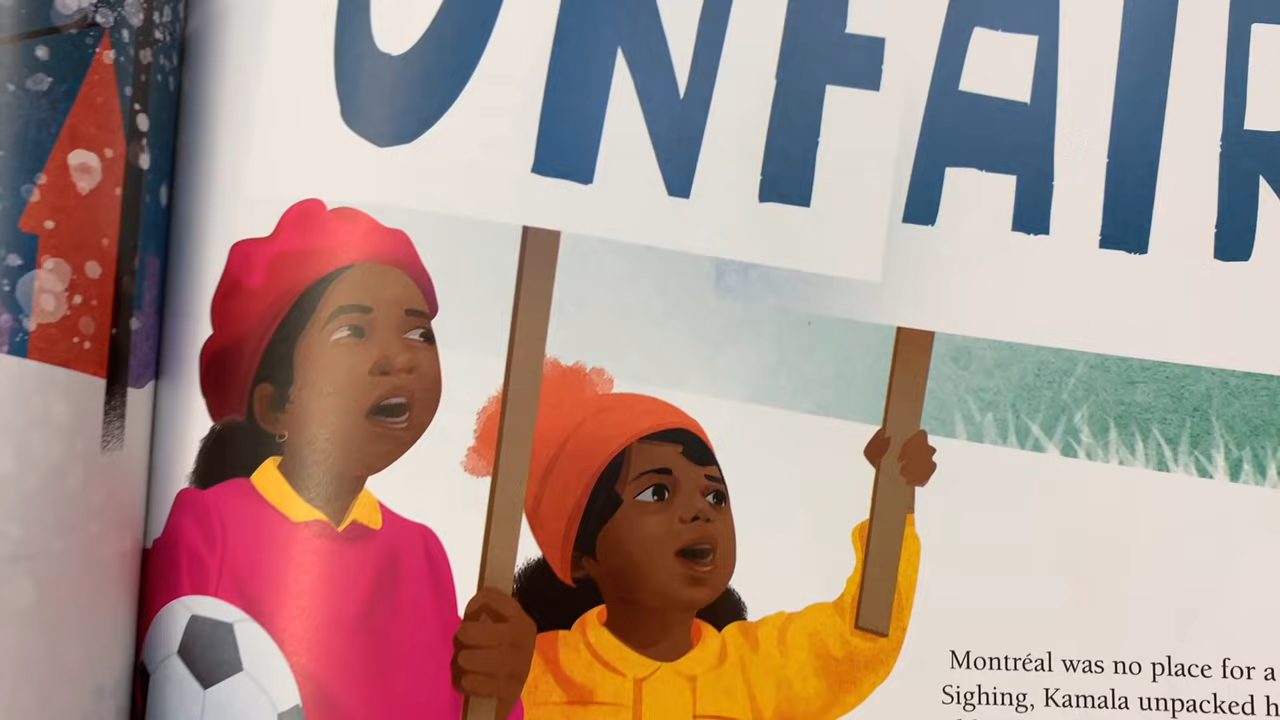 UNFAIR
Montréal was no place for a
Sighing, Kamala unpacked h